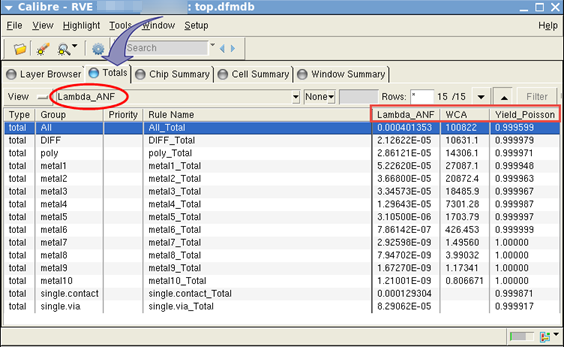 Calibre - RVE : top.dfmdb
File View Highlight Tools Window Setup Help
Search
Layer Browser Totals Chip Summary Cell Summary Window Summary
View Lambda_ANF None Rows: * 15 /15 Filter
Type Group Priority Rule Name Lambda_ANF WCA Yield_Poisson
total All All_Total 0.000401353 100822 0.999599
total DIFF DIFF_Total 2.12622E-05 10631.1 0.999979
total poly poly_Total 2.86121E-05 14306.1 0.999971
total metal1 metal1_Total 5.22620E-05 27087.1 0.999948
total metal2 metal2_Total 3.66800E-05 20872.4 0.999963
total metal3 metal3_Total 3.34573E-05 18485.9 0.999967
total metal4 metal4_Total 1.29643E-05 7301.28 0.999987
total metal5 metal5_Total 3.10500E-06 1703.79 0.999997
total metal6 metal6_Total 7.86142E-07 426.453 0.999999
total metal7 metal7_Total 2.92598E-09 1.49560 1.00000
total metal8 metal8_Total 7.94702E-09 3.99032 1.00000
total metal9 metal9_Total 1.67270E-09 1.17341 1.00000
total metal10 metal10_Total 1.21001E-09 0.806671 1.00000
total single.contact single.contact_Total 0.000129304 0.999871
total single.via single.via_Total 8.29062E-05 0.999917